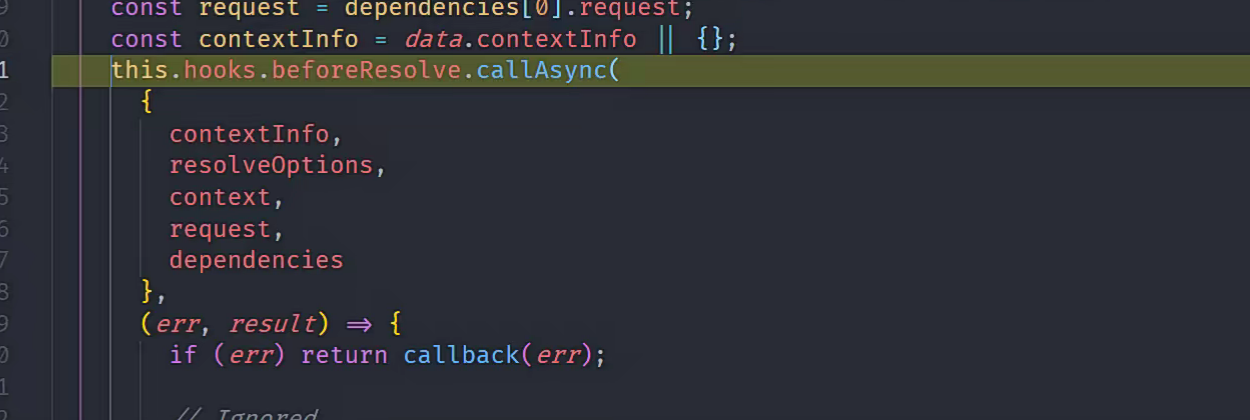 9 const request = dependencies[0].request;
0 const contextInfo = data.contextInfo || {};
1 this.hooks.beforeResolve.callAsync(
2 {
3 contextInfo,
4 resolveOptions,
5 context,
6 request,
7 dependencies
8 },
9 (err, result) => {
0 if (err) return callback(err);
1
2 // Ignored